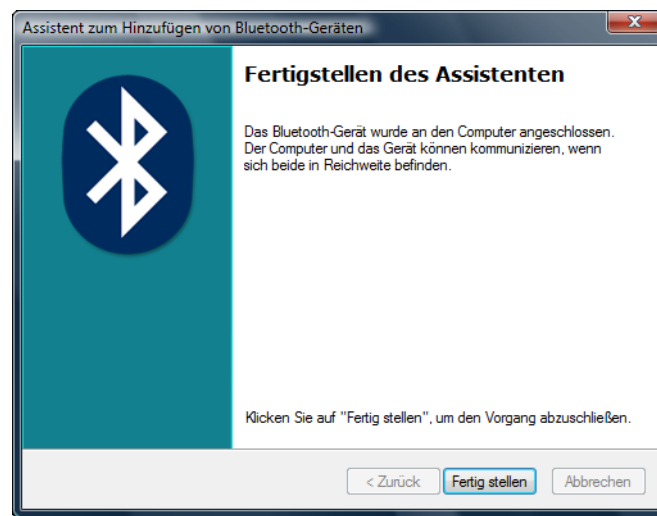 Assistent zum Hinzufügen von Bluetooth-Geräten
Fertigstellen des Assistenten
Das Bluetooth-Gerät wurde an den Computer angeschlossen.
Der Computer und das Gerät können kommunizieren, wenn
sich beide in Reichweite befinden.
Klicken Sie auf "Fertig stellen", um den Vorgang abzuschließen.
< Zurück Fertig stellen Abbrechen